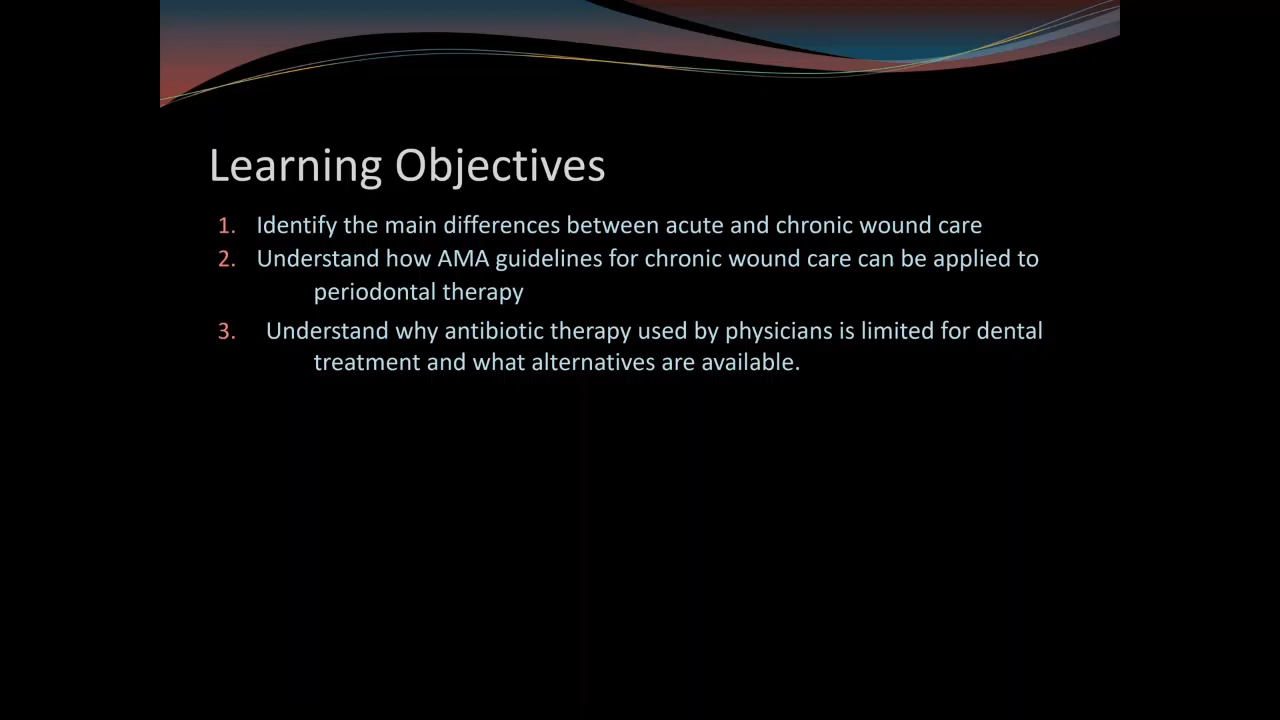 Learning Objectives
1. Identify the main differences between acute and chronic wound care
2. Understand how AMA guidelines for chronic wound care can be applied to
periodontal therapy
3. Understand why antibiotic therapy used by physicians is limited for dental
treatment and what alternatives are available.